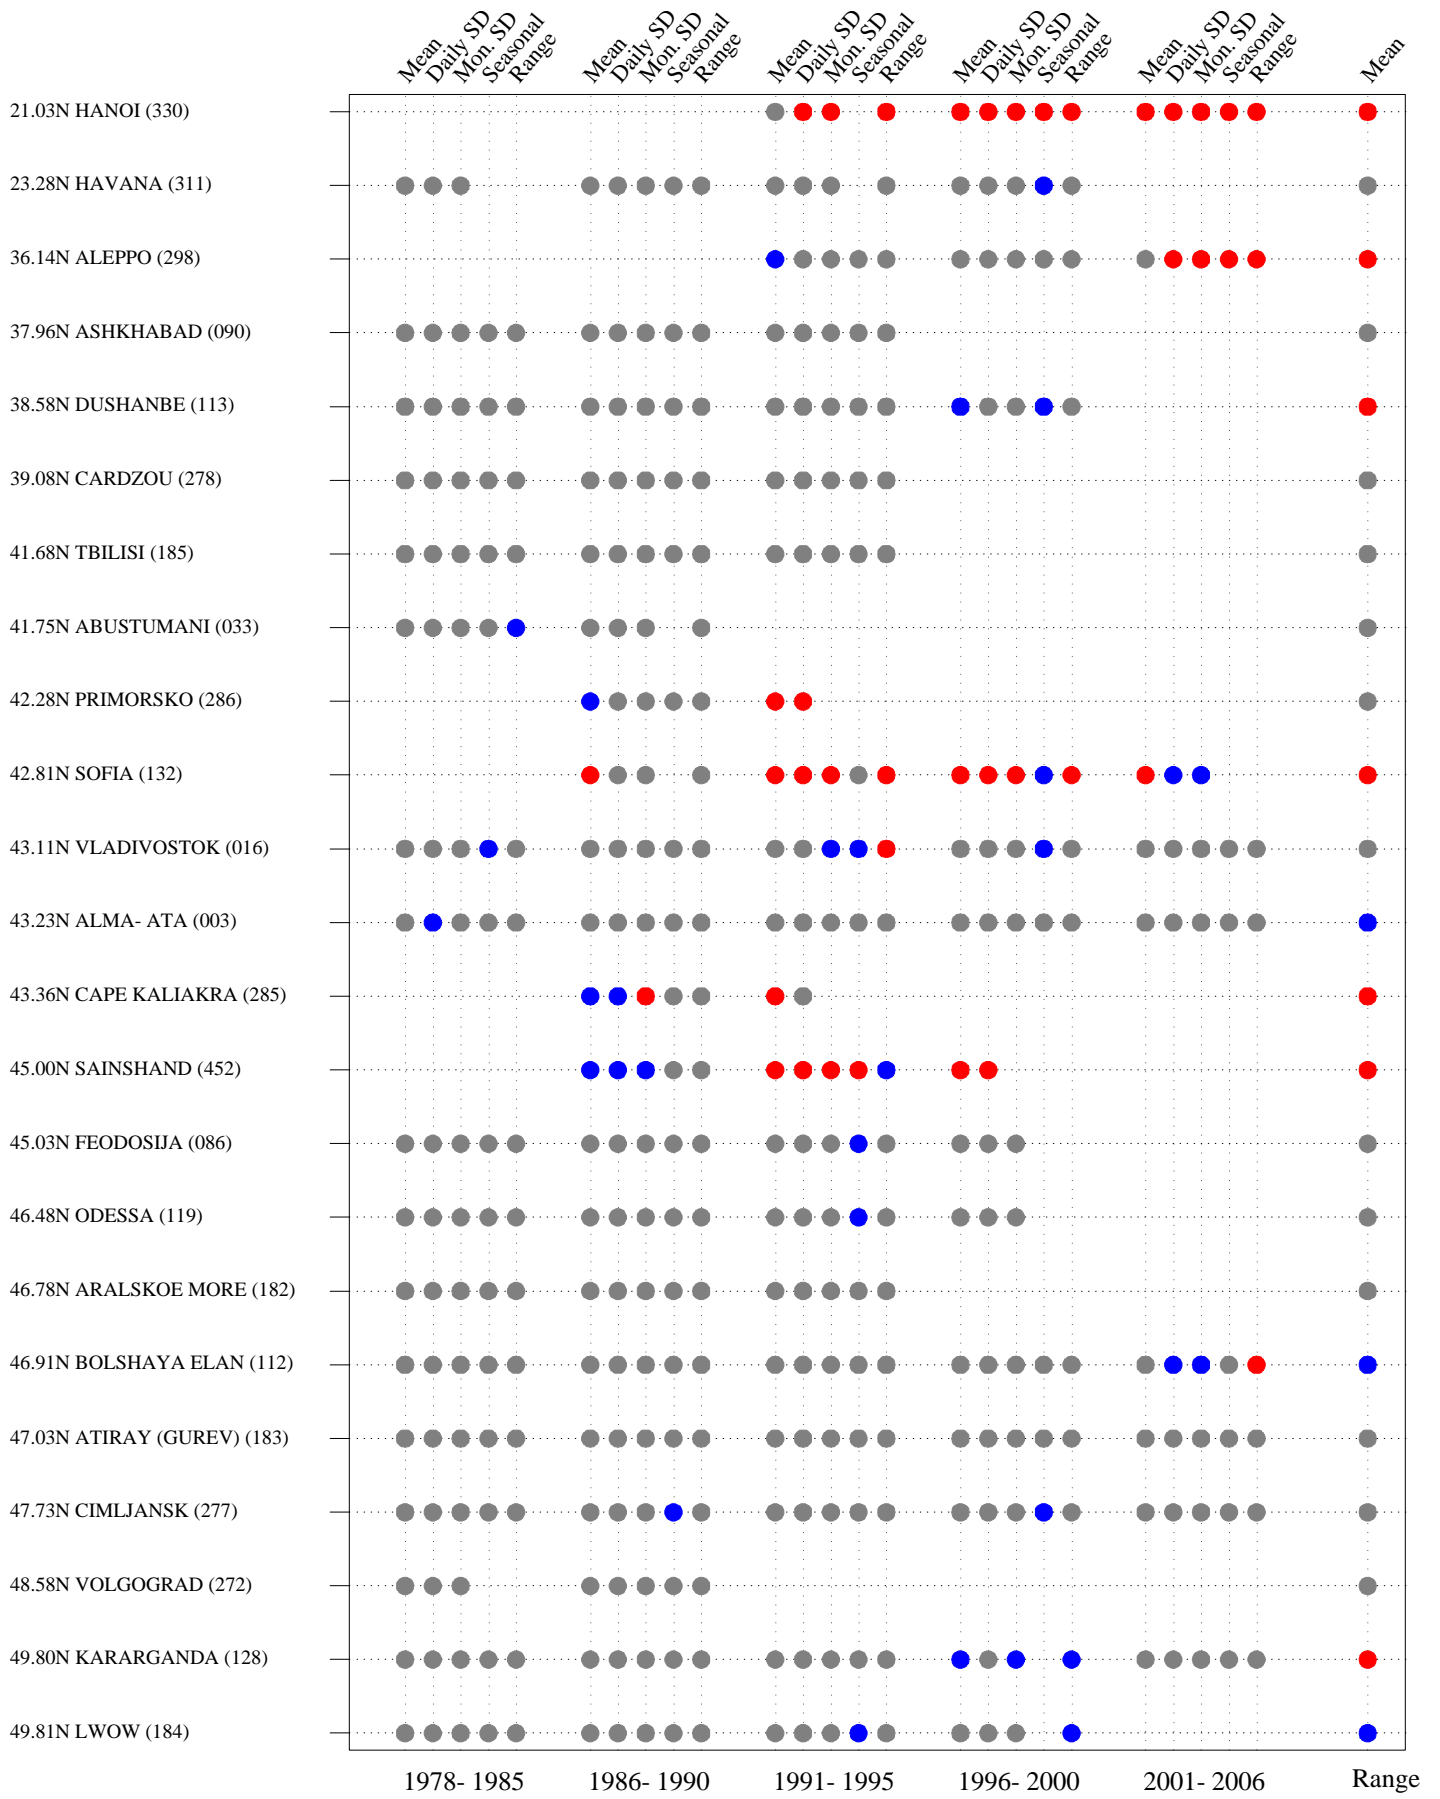 Mean Daily SD Mon. SD Seasonal Range Mean Daily SD Mon. SD Seasonal Range Mean Daily SD Mon. SD Seasonal Range Mean Daily SD Mon. SD Seasonal Range Mean Daily SD Mon. SD Seasonal Range Mean
21.03N HANOI (330)
23.28N HAVANA (311)
36.14N ALEPPO (298)
37.96N ASHKHABAD (090)
38.58N DUSHANBE (113)
39.08N CARDZOU (278)
41.68N TBILISI (185)
41.75N ABUSTUMANI (033)
42.28N PRIMORSKO (286)
42.81N SOFIA (132)
43.11N VLADIVOSTOK (016)
43.23N ALMA- ATA (003)
43.36N CAPE KALIAKRA (285)
45.00N SAINSHAND (452)
45.03N FEODOSIJA (086)
46.48N ODESSA (119)
46.78N ARALSKOE MORE (182)
46.91N BOLSHAYA ELAN (112)
47.03N ATIRAY (GUREV) (183)
47.73N CIMLJANSK (277)
48.58N VOLGOGRAD (272)
49.80N KARARGANDA (128)
49.81N LWOW (184)
1978- 1985 1986- 1990 1991- 1995 1996- 2000 2001- 2006 Range